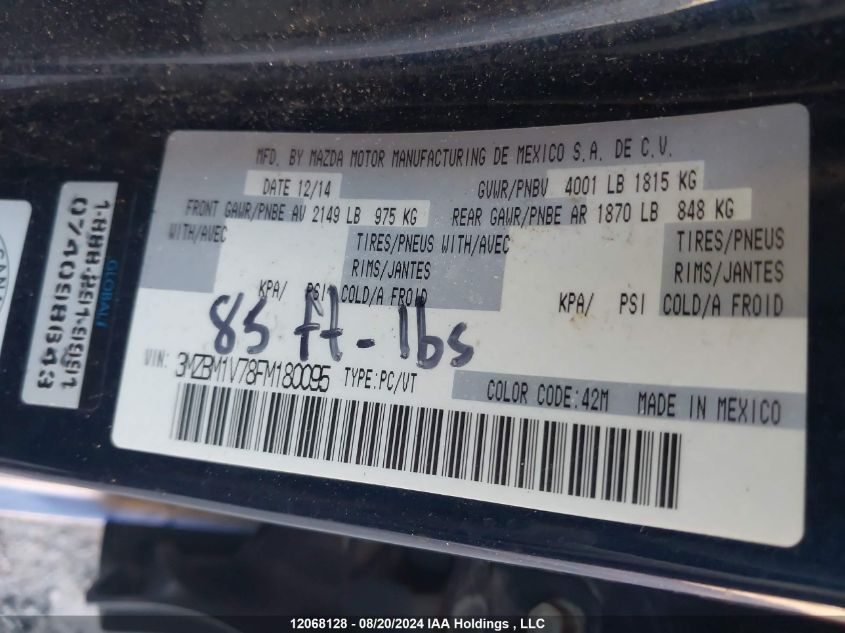 MFD. BY MAZDA MOTOR MANUFACTURING DE MEXICO S.A. DE C.V.
DATE 12/14 GVWR/PNBV 4001 LB 1815 KG
FRONT GAWR/PNBE AV 2149 LB 975 KG REAR GAWR/PNBE AR 1870 LB 848 KG
WITH/AVEC TIRES/PNEUS WITH/AVEC TIRES/PNEUS
RIMS/JANTES RIMS/JANTES
KPA/ PSI COLD/A FROID KPA/ PSI COLD/A FROID
85 ft-lbs
VIN: 3MZBM1V78FM180095 TYPE:PC/VT
COLOR CODE:42M MADE IN MEXICO
GLOBALI
12068128 - 08/20/2024 IAA Holdings , LLC